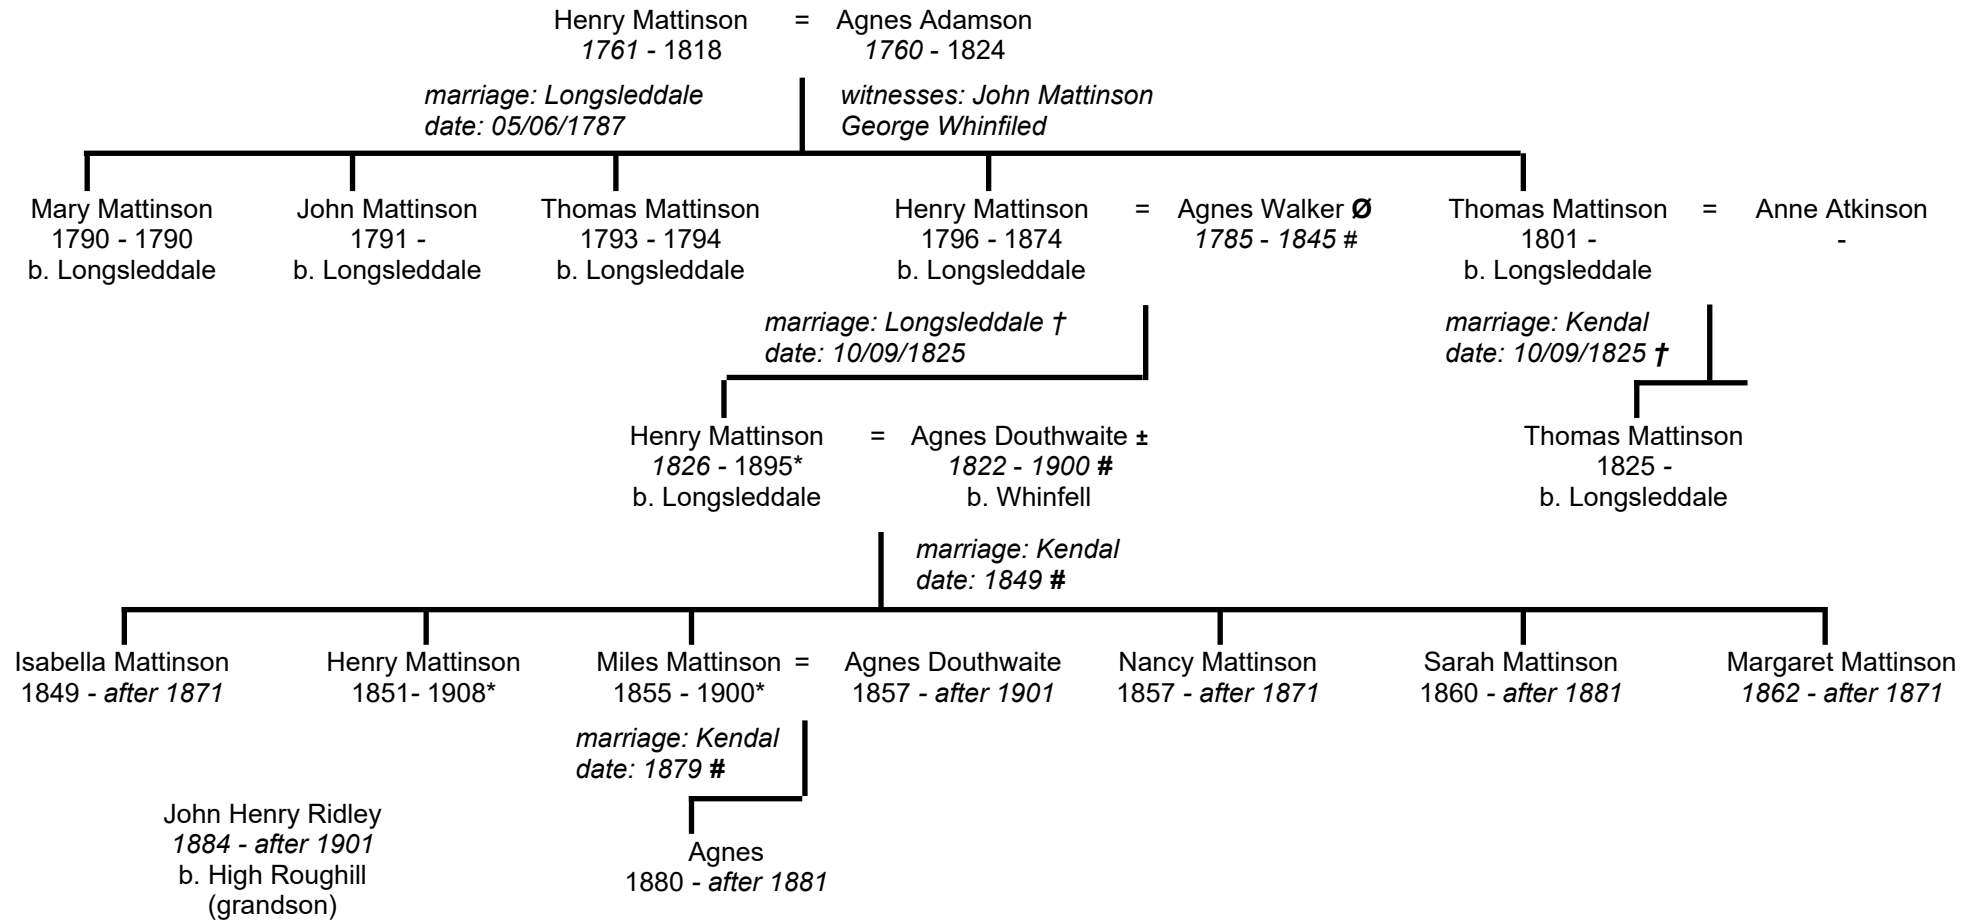 Henry Mattinson = Agnes Adamson
1761 - 1818 1760 - 1824
marriage: Longsleddale
date: 05/06/1787
witnesses: John Mattinson
George Whinfiled
Mary Mattinson
1790 - 1790
b. Longsleddale
John Mattinson
1791 -
b. Longsleddale
Thomas Mattinson
1793 - 1794
b. Longsleddale
Henry Mattinson = Agnes Walker Ø
1796 - 1874 1785 - 1845 #
b. Longsleddale
Thomas Mattinson = Anne Atkinson
1801 - -
b. Longsleddale
marriage: Longsleddale †
date: 10/09/1825
marriage: Kendal
date: 10/09/1825 †
Henry Mattinson = Agnes Douthwaite ±
1826 - 1895* 1822 - 1900 #
b. Longsleddale b. Whinfell
Thomas Mattinson
1825 -
b. Longsleddale
marriage: Kendal
date: 1849 #
Isabella Mattinson
1849 - after 1871
Henry Mattinson
1851- 1908*
Miles Mattinson = Agnes Douthwaite
1855 - 1900* 1857 - after 1901
Nancy Mattinson
1857 - after 1871
Sarah Mattinson
1860 - after 1881
Margaret Mattinson
1862 - after 1871
marriage: Kendal
date: 1879 #
John Henry Ridley
1884 - after 1901
b. High Roughill
(grandson)
Agnes
1880 - after 1881